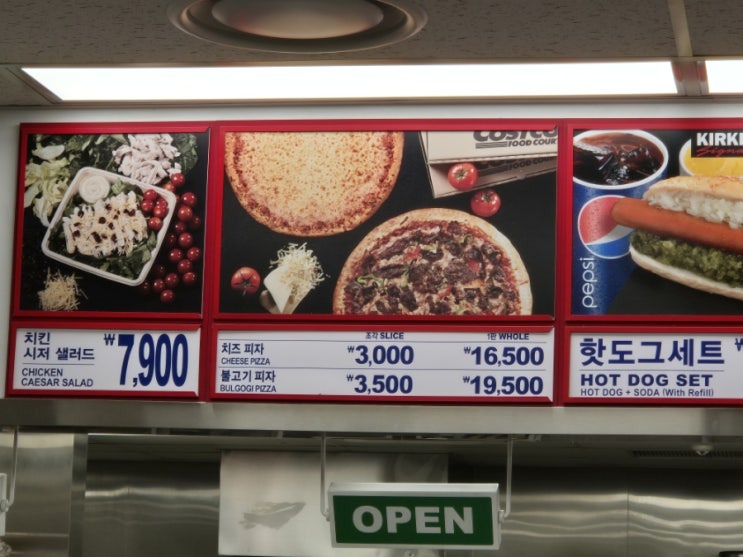 COSTCO
FOOD COURT
KIRKL
Signa
pepsi
치킨
시저 샐러드
CHICKEN
CAESAR SALAD
₩7,900
조각 SLICE 1판 WHOLE
치즈 피자
CHEESE PIZZA
₩3,000 ₩16,500
불고기 피자
BULGOGI PIZZA
₩3,500 ₩19,500
핫도그세트 ₩
HOT DOG SET
HOT DOG + SODA (With Refill)
OPEN